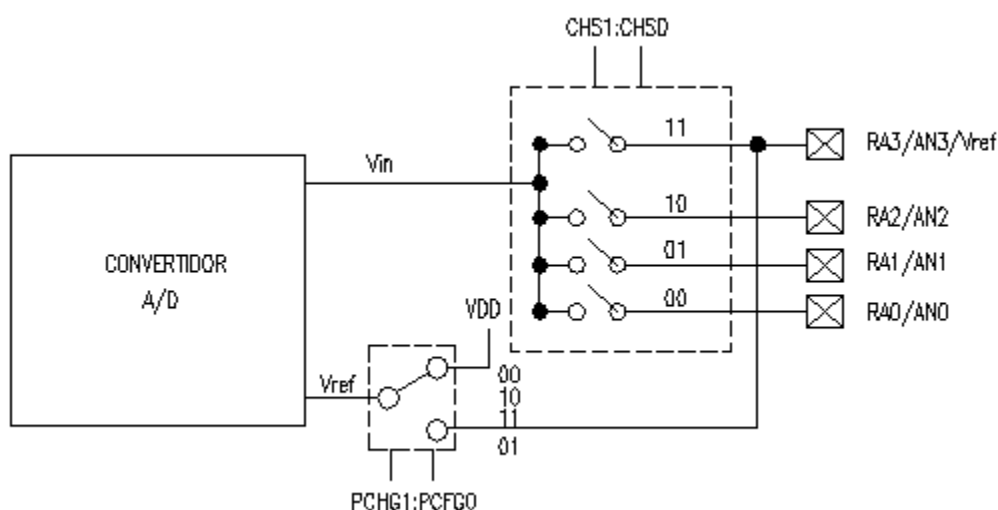 CHS1:CHSD
11
RA3/AN3/Vref
Vin
10
RA2/AN2
01
RA1/AN1
CONVERTIDOR
A/D
00
RA0/AN0
VDD
Vref
00
10
11
01
PCHG1:PCFG0